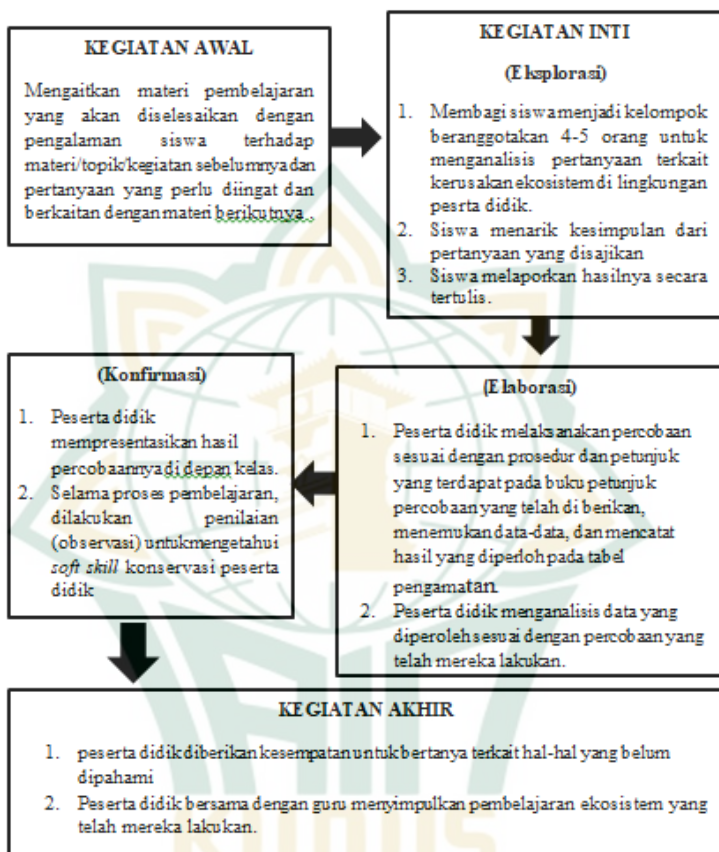 KEGIATAN AWAL
Mengaitkan materi pembelajaran
yang akan diselesaikan dengan
pengalaman siswa terhadap
materi/topik/kegiatan sebelumnya dan
pertanyaan yang perlu diingat dan
berkaitan dengan materi berikutnya .
KEGIATAN INTI
(Eksplorasi)
1. Membagi siswa menjadi kelompok
beranggotakan 4-5 orang untuk
menganalisis pertanyaan terkait
kerusakan ekosistem di lingkungan
pesrta didik.
2. Siswa menarik kesimpulan dari
pertanyaan yang disajikan
3. Siswa melaporkan hasilnya secara
tertulis.
(Elaborasi)
1. Peserta didik melaksanakan percobaan
sesuai dengan prosedur dan petunjuk
yang terdapat pada buku petunjuk
percobaan yang telah di berikan,
menemukan data-data, dan mencatat
hasil yang diperloh pada tabel
pengamatan.
2. Peserta didik menganalisis data yang
diperoleh sesuai dengan percobaan yang
telah mereka lakukan.
(Konfirmasi)
1. Peserta didik
mempresentasikan hasil
percobaannya di depan kelas.
2. Selama proses pembelajaran,
dilakukan penilaian
(observasi) untuk mengetahui
soft skill konservasi peserta
didik
KEGIATAN AKHIR
1. peserta didik diberikan kesempatan untuk bertanya terkait hal-hal yang belum
dipahami
2. Peserta didik bersama dengan guru menyimpulkan pembelajaran ekosistem yang
telah mereka lakukan.
KUDUS